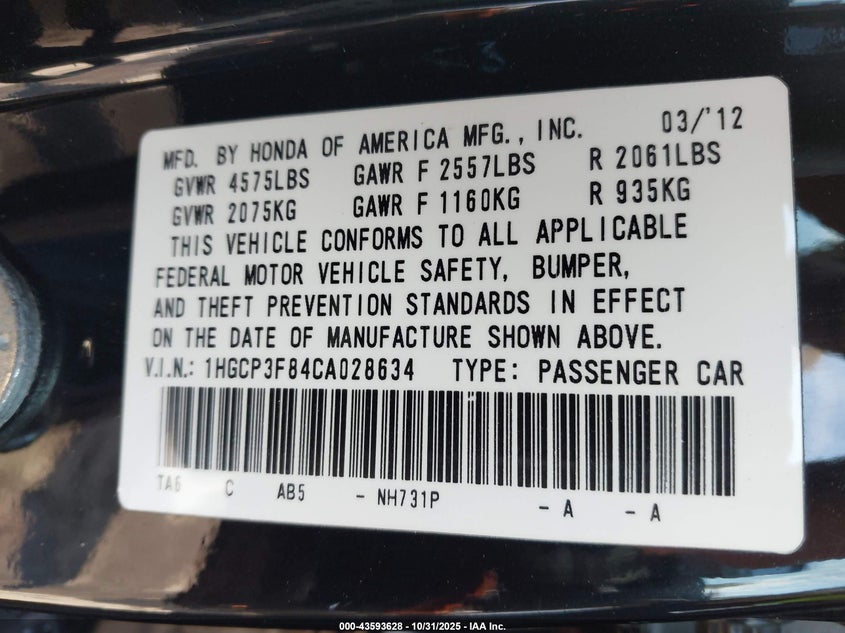 MFD. BY HONDA OF AMERICA MFG., INC. 03/'12
GVWR 4575LBS GAWR F 2557LBS R 2061LBS
GVWR 2075KG GAWR F 1160KG R 935KG
THIS VEHICLE CONFORMS TO ALL APPLICABLE
FEDERAL MOTOR VEHICLE SAFETY, BUMPER,
AND THEFT PREVENTION STANDARDS IN EFFECT
ON THE DATE OF MANUFACTURE SHOWN ABOVE.
V.I.N.: 1HGCP3F84CA028634 TYPE: PASSENGER CAR
TA6 C AB5 - NH731P - A - A
000-43593628 - 10/31/2025 - IAA Inc.